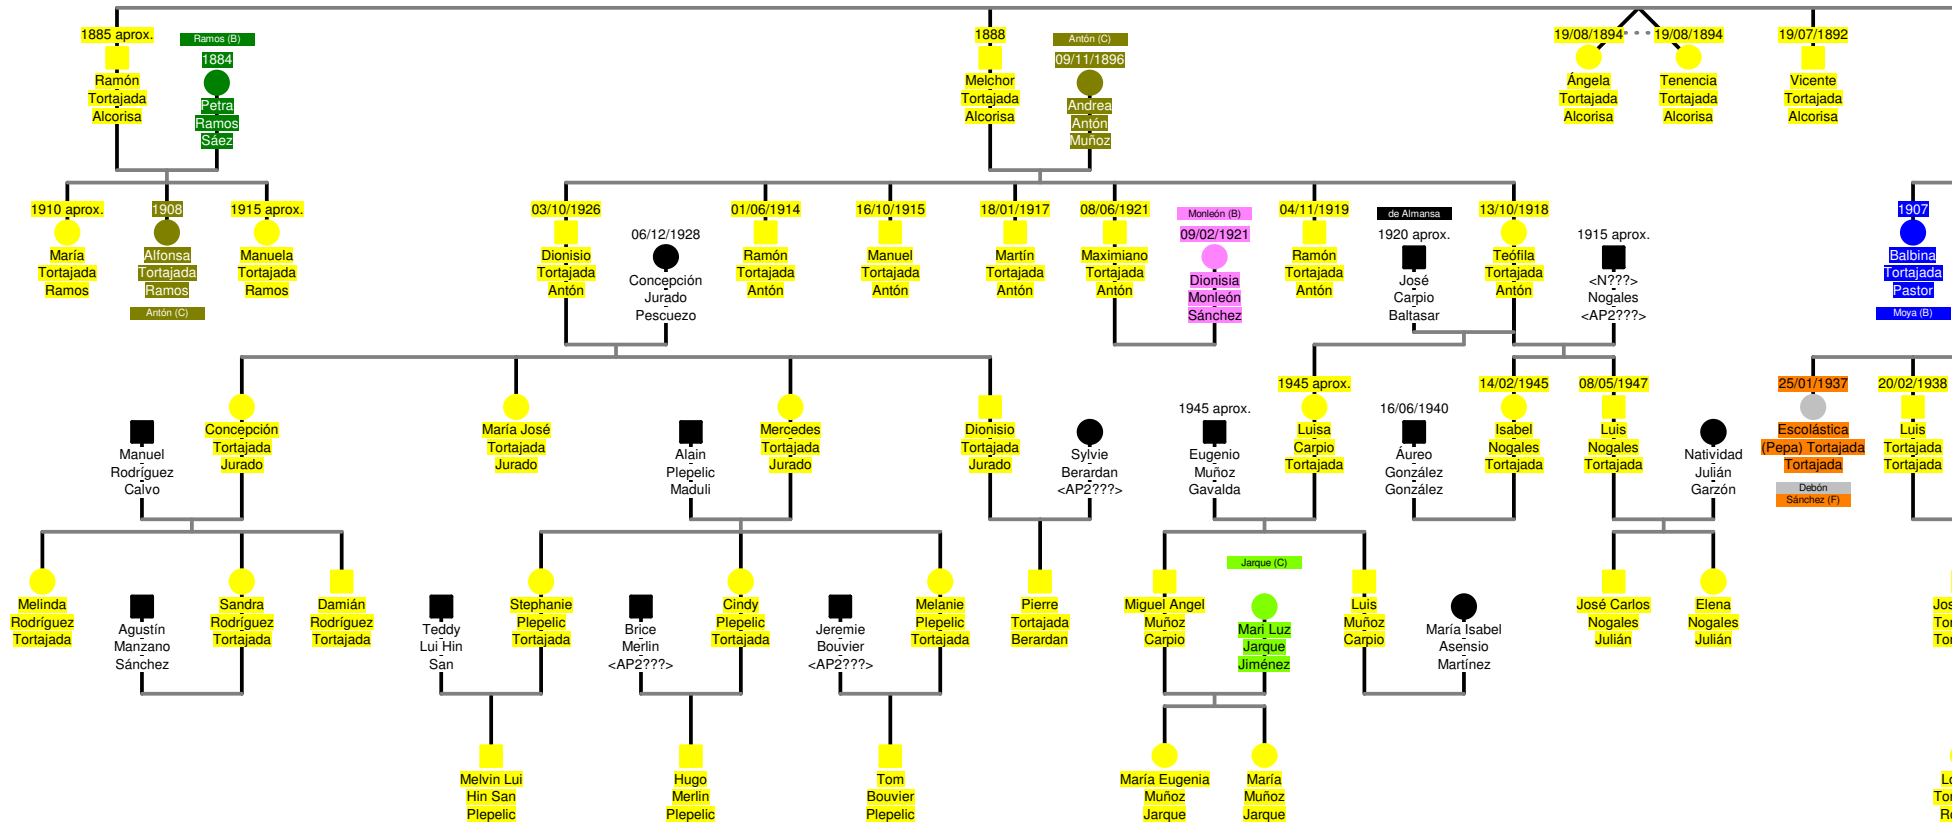 1885 aprox.
Ramón
Tortajada
Alcorisa
Ramos (B)
1884
Petra
Ramos
Sáez
1888
Melchor
Tortajada
Alcorisa
Antón (C)
09/11/1896
Andrea
Antón
Muñoz
19/08/1894
Ángela
Tortajada
Alcorisa
19/08/1894
Tenencia
Tortajada
Alcorisa
19/07/1892
Vicente
Tortajada
Alcorisa
1910 aprox.
María
Tortajada
Ramos
1908
Alfonsa
Tortajada
Ramos
Antón (C)
1915 aprox.
Manuela
Tortajada
Ramos
03/10/1926
Dionisio
Tortajada
Antón
06/12/1928
Concepción
Jurado
Pescuezo
01/06/1914
Ramón
Tortajada
Antón
16/10/1915
Manuel
Tortajada
Antón
18/01/1917
Martín
Tortajada
Antón
08/06/1921
Maximiano
Tortajada
Antón
Monleón (B)
09/02/1921
Dionisia
Monleón
Sánchez
04/11/1919
Ramón
Tortajada
Antón
de Almansa
1920 aprox.
José
Carpio
Baltasar
13/10/1918
Teófila
Tortajada
Antón
1915 aprox.
<N???>
Nogales
<AP2???>
1907
Balbina
Tortajada
Pastor
Moya (B)
Manuel
Rodríguez
Calvo
Concepción
Tortajada
Jurado
María José
Tortajada
Jurado
Alain
Plepelic
Maduli
Mercedes
Tortajada
Jurado
Dionisio
Tortajada
Jurado
Sylvie
Berardan
<AP2???>
1945 aprox.
Eugenio
Muñoz
Gavalda
1945 aprox.
Luisa
Carpio
Tortajada
16/06/1940
Áureo
González
González
14/02/1945
Isabel
Nogales
Tortajada
08/05/1947
Luis
Nogales
Tortajada
Natividad
Julián
Garzón
25/01/1937
Escolástica
(Pepa) Tortajada
Tortajada
Debón
Sánchez (F)
20/02/1938
Luis
Tortajada
Tortajada
Melinda
Rodríguez
Tortajada
Agustín
Manzano
Sánchez
Sandra
Rodríguez
Tortajada
Damián
Rodríguez
Tortajada
Teddy
Lui Hin
San
Stephanie
Plepelic
Tortajada
Brice
Merlin
<AP2???>
Cindy
Plepelic
Tortajada
Jeremie
Bouvier
<AP2???>
Melanie
Plepelic
Tortajada
Pierre
Tortajada
Berardan
Miguel Angel
Muñoz
Carpio
Jarque (C)
Mari Luz
Jarque
Jiménez
Luis
Muñoz
Carpio
María Isabel
Asensio
Martínez
José Carlos
Nogales
Julián
Elena
Nogales
Julián
Melvin Lui
Hin San
Plepelic
Hugo
Merlin
Plepelic
Tom
Bouvier
Plepelic
María Eugenia
Muñoz
Jarque
María
Muñoz
Jarque